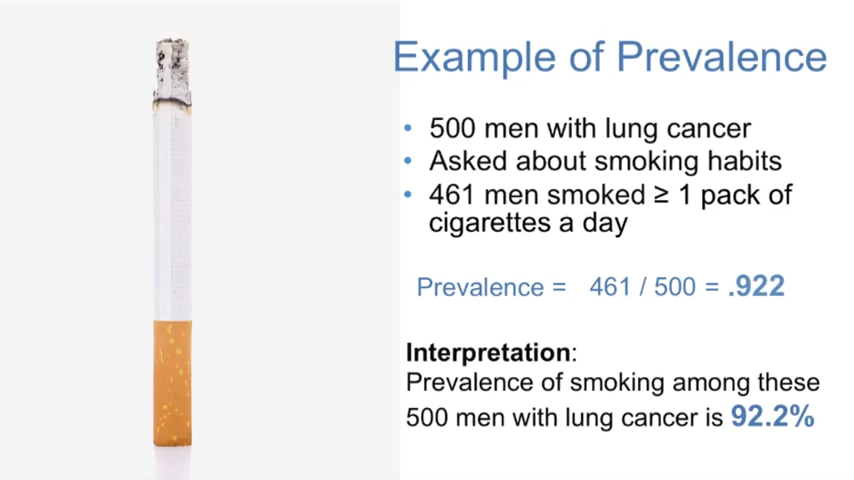 Example of Prevalence
• 500 men with lung cancer
• Asked about smoking habits
• 461 men smoked ≥ 1 pack of
cigarettes a day
Prevalence = 461 / 500 = .922
Interpretation:
Prevalence of smoking among these
500 men with lung cancer is 92.2%